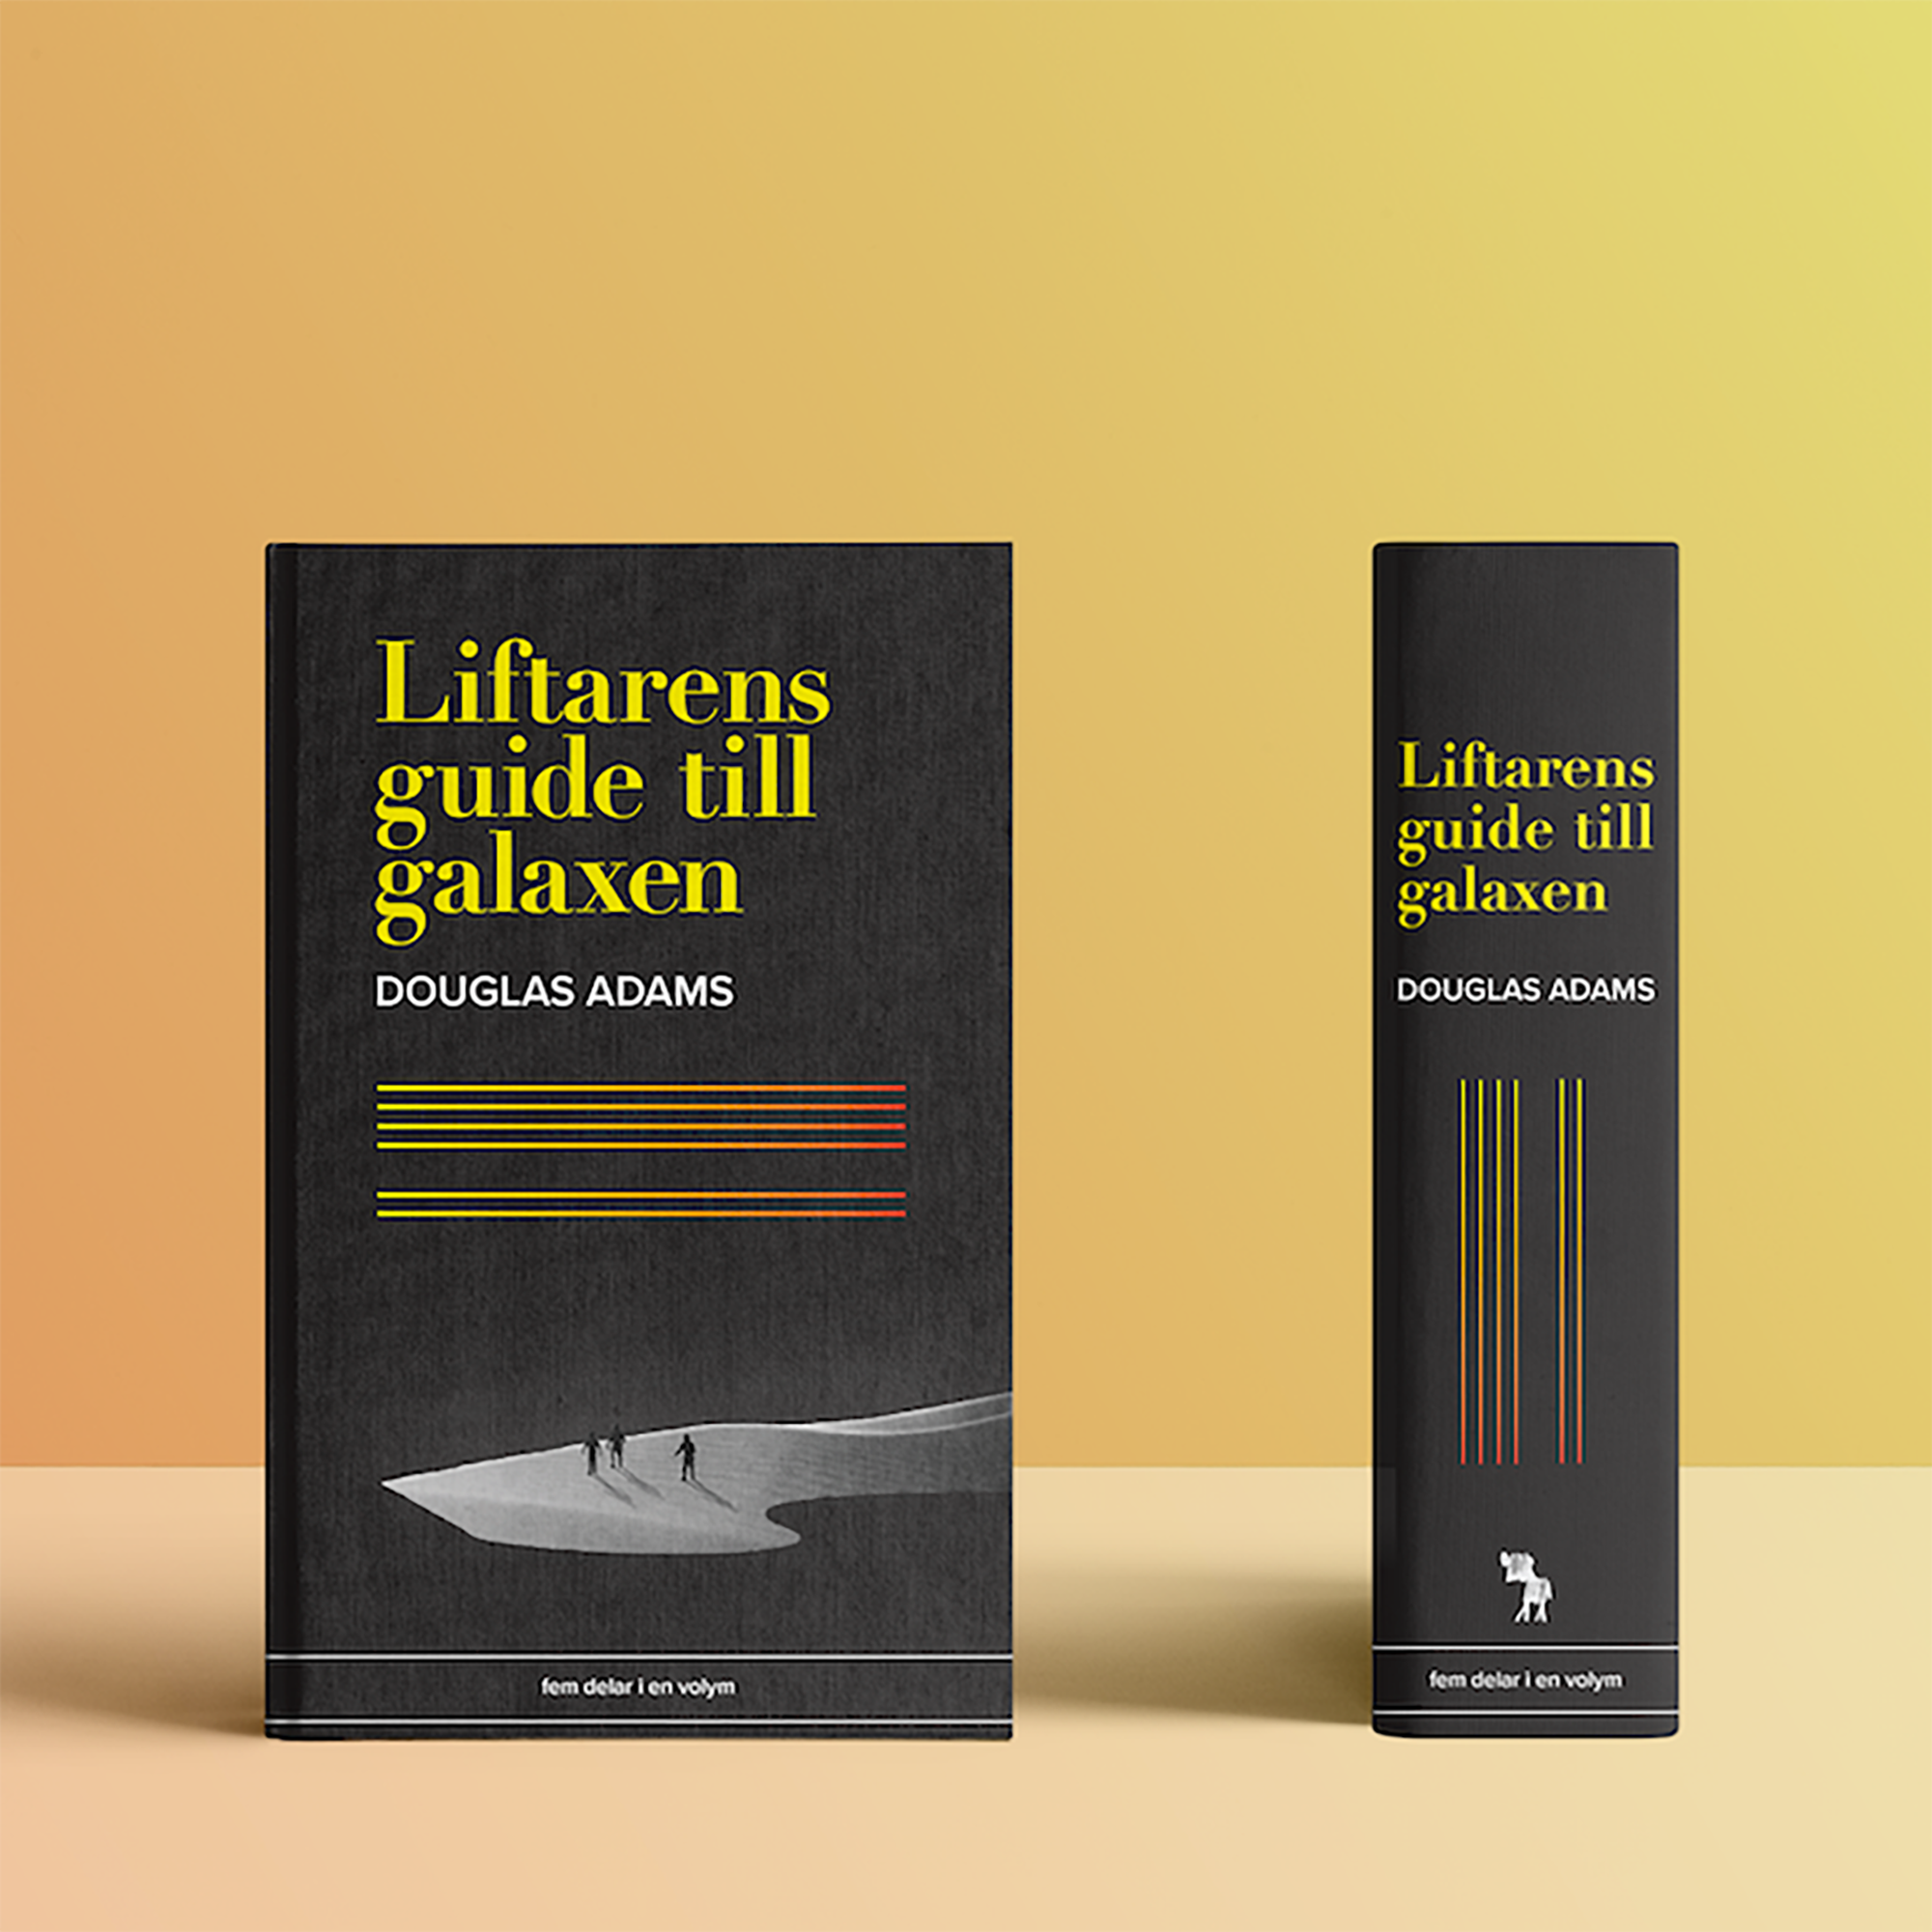 Liftarens
guide till
galaxen
DOUGLAS ADAMS
fem delar i en volym
Liftarens
guide till
galaxen
DOUGLAS ADAMS
fem delar i en volym